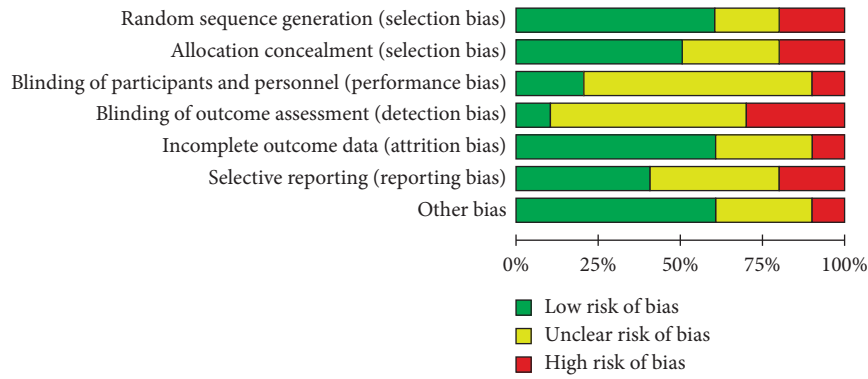 Random sequence generation (selection bias)
Allocation concealment (selection bias)
Blinding of participants and personnel (performance bias)
Blinding of outcome assessment (detection bias)
Incomplete outcome data (attrition bias)
Selective reporting (reporting bias)
Other bias
0% 25% 50% 75% 100%
Low risk of bias
Unclear risk of bias
High risk of bias